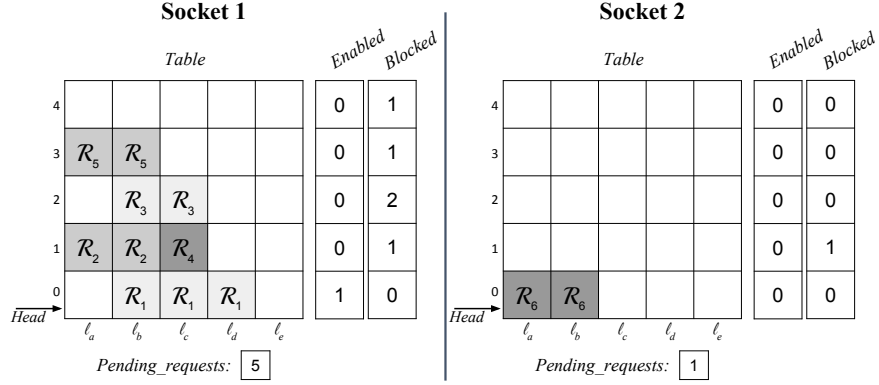 Socket 1
Table Enabled Blocked
4 0 1
3 R5 R5 0 1
2 R3 R3 0 2
1 R2 R2 R4 0 1
0 R1 R1 R1 1 0
Head
ℓa ℓb ℓc ℓd ℓe
Pending_requests: 5
Socket 2
Table Enabled Blocked
4 0 0
3 0 0
2 0 0
1 0 1
0 R6 R6 0 0
Head
ℓa ℓb ℓc ℓd ℓe
Pending_requests: 1